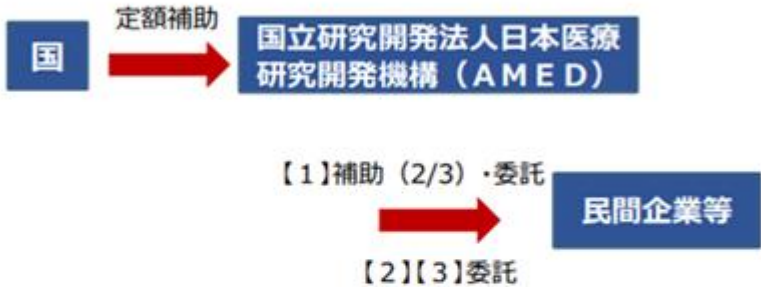 定額補助
国
国立研究開発法人日本医療
研究開発機構（ＡＭＥＤ）
【１】補助（2/3）・委託
民間企業等
【２】【３】委託